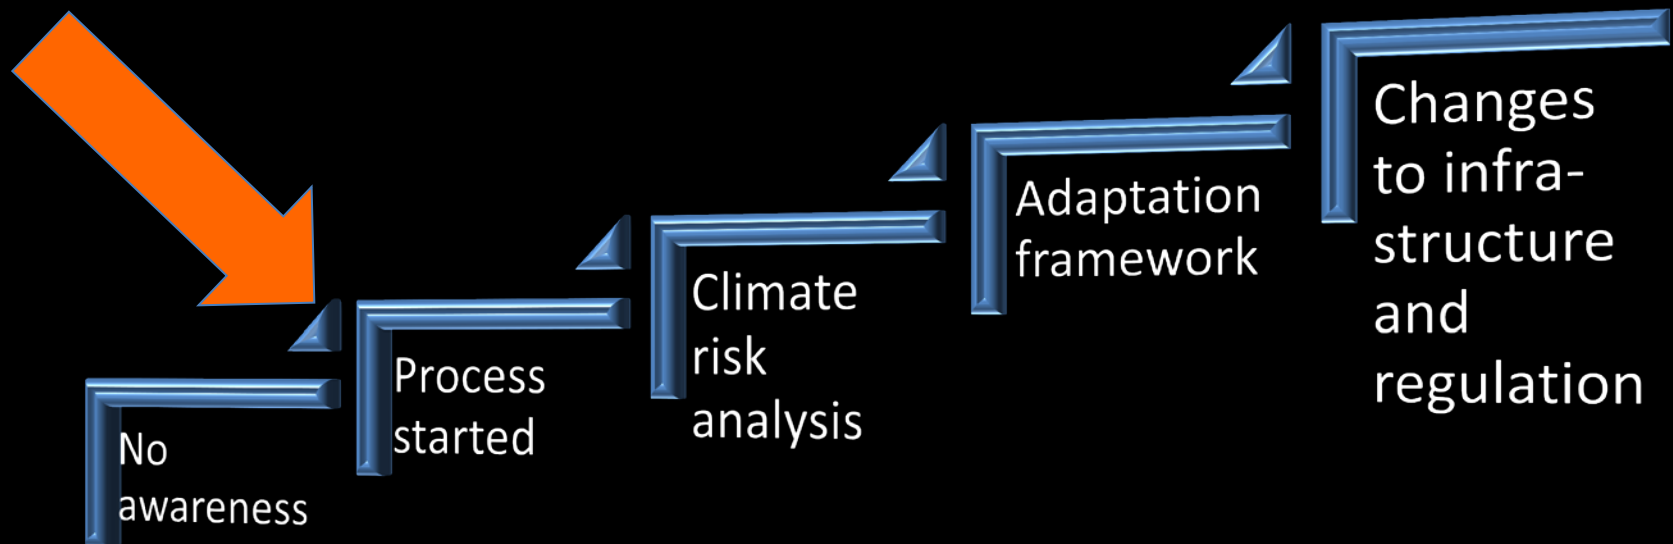 No
awareness
Process
started
Climate
risk
analysis
Adaptation
framework
Changes
to infra-
structure
and
regulation